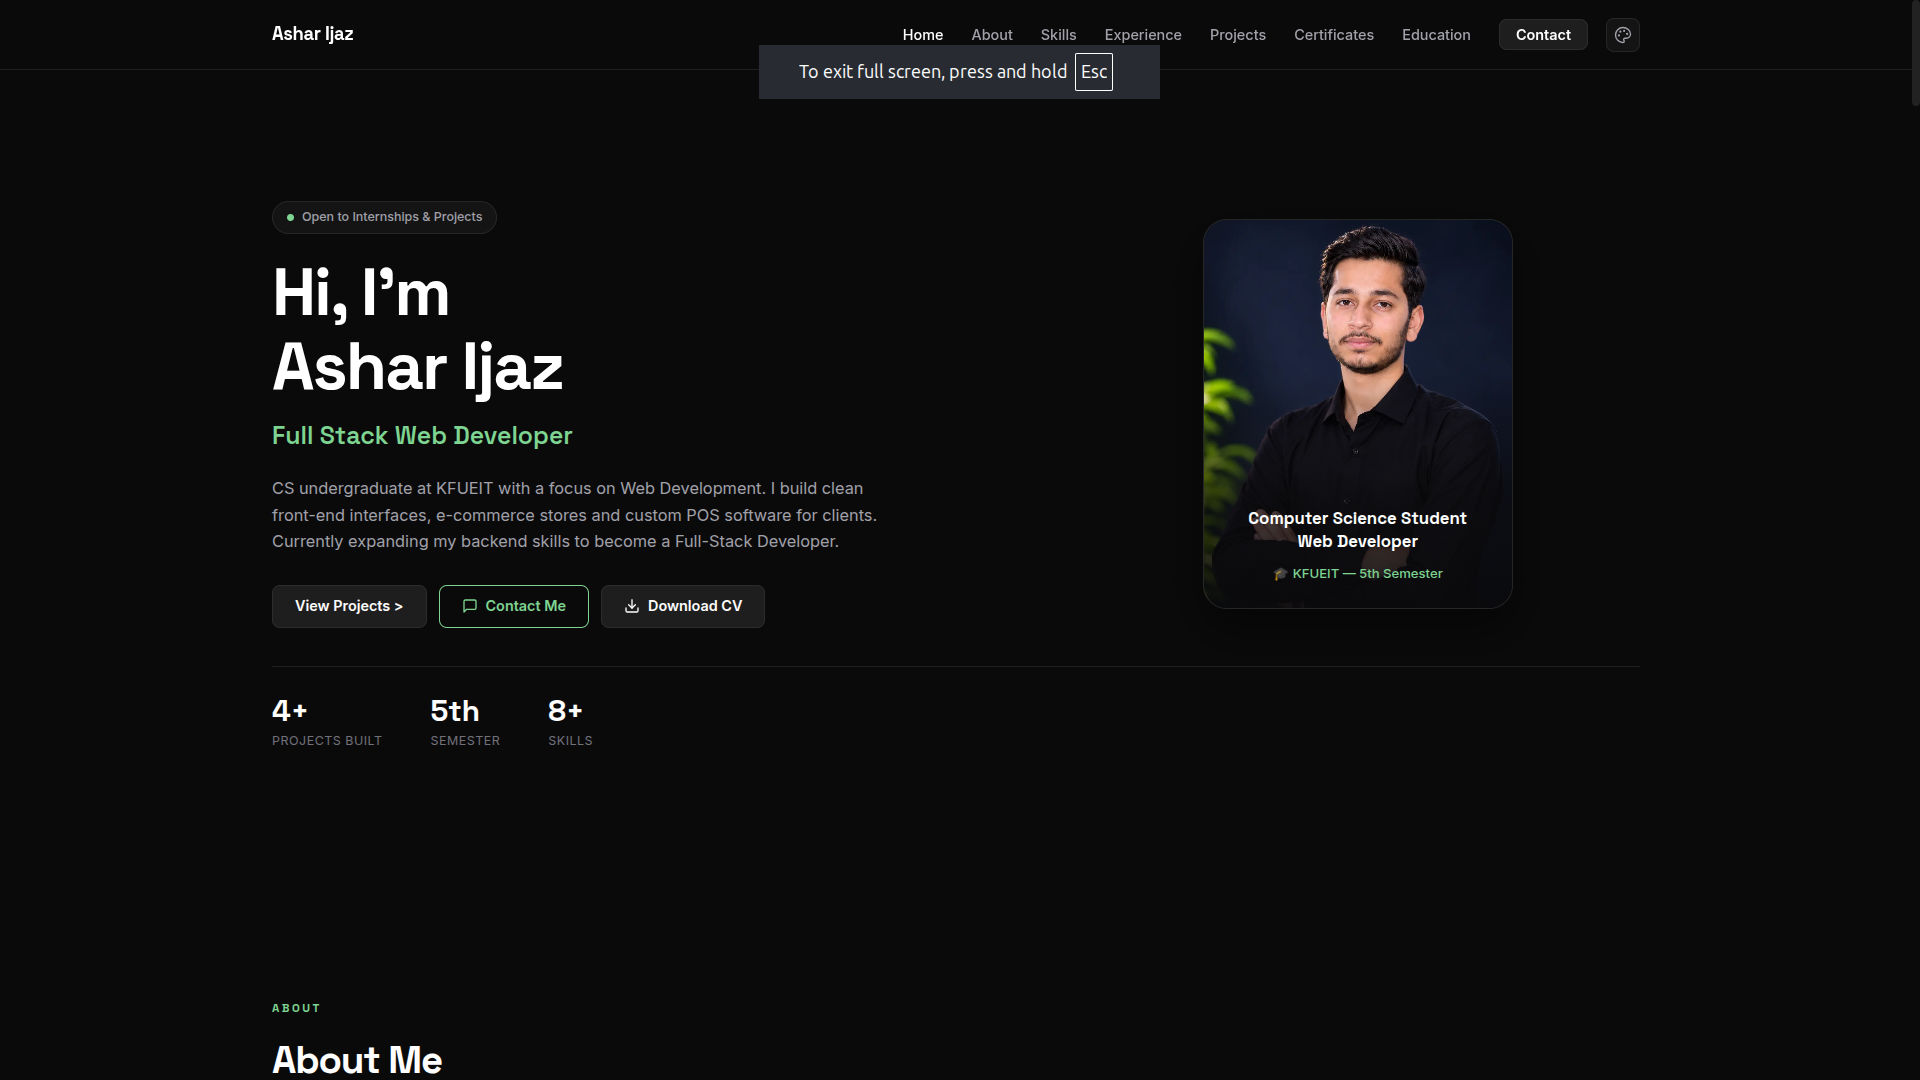 Ashar Ijaz
Home About Skills Experience Projects Certificates Education Contact
To exit full screen, press and hold Esc
Open to Internships & Projects
Hi, I’m
Ashar Ijaz
Full Stack Web Developer
CS undergraduate at KFUEIT with a focus on Web Development. I build clean
front-end interfaces, e-commerce stores and custom POS software for clients.
Currently expanding my backend skills to become a Full-Stack Developer.
View Projects > Contact Me Download CV
Computer Science Student
Web Developer
🎓 KFUEIT — 5th Semester
4+ 5th 8+
PROJECTS BUILT SEMESTER SKILLS
ABOUT
About Me